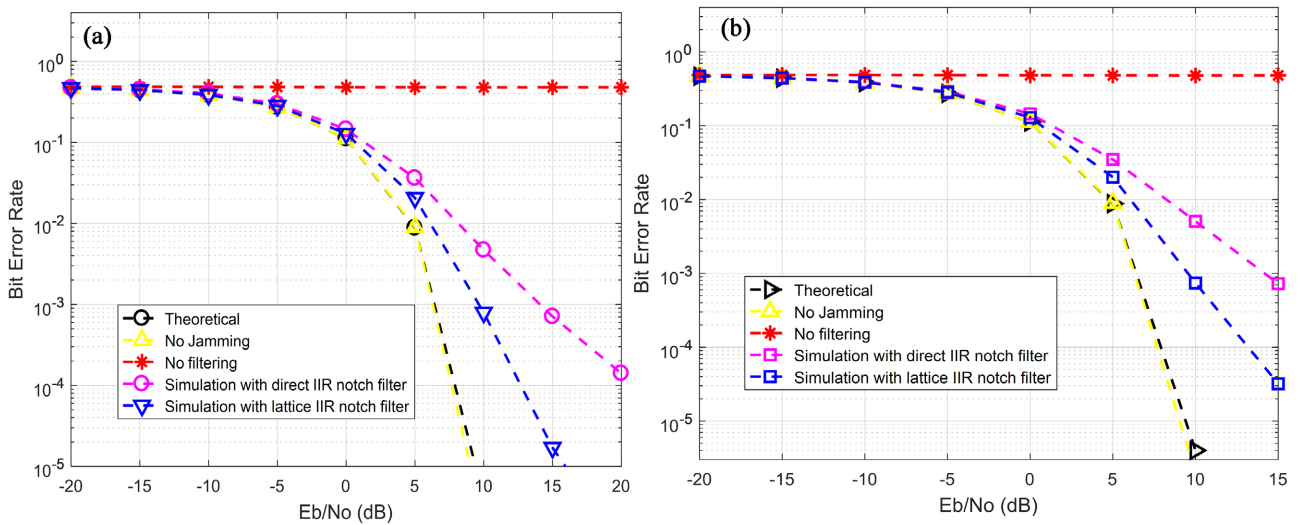 (a)
10^0
10^-1
10^-2
10^-3
10^-4
10^-5
Bit Error Rate
-20 -15 -10 -5 0 5 10 15 20
Eb/No (dB)
Theoretical
No Jamming
No filtering
Simulation with direct IIR notch filter
Simulation with lattice IIR notch filter
(b)
10^0
10^-1
10^-2
10^-3
10^-4
10^-5
Bit Error Rate
-20 -15 -10 -5 0 5 10 15
Eb/No (dB)
Theoretical
No Jamming
No filtering
Simulation with direct IIR notch filter
Simulation with lattice IIR notch filter